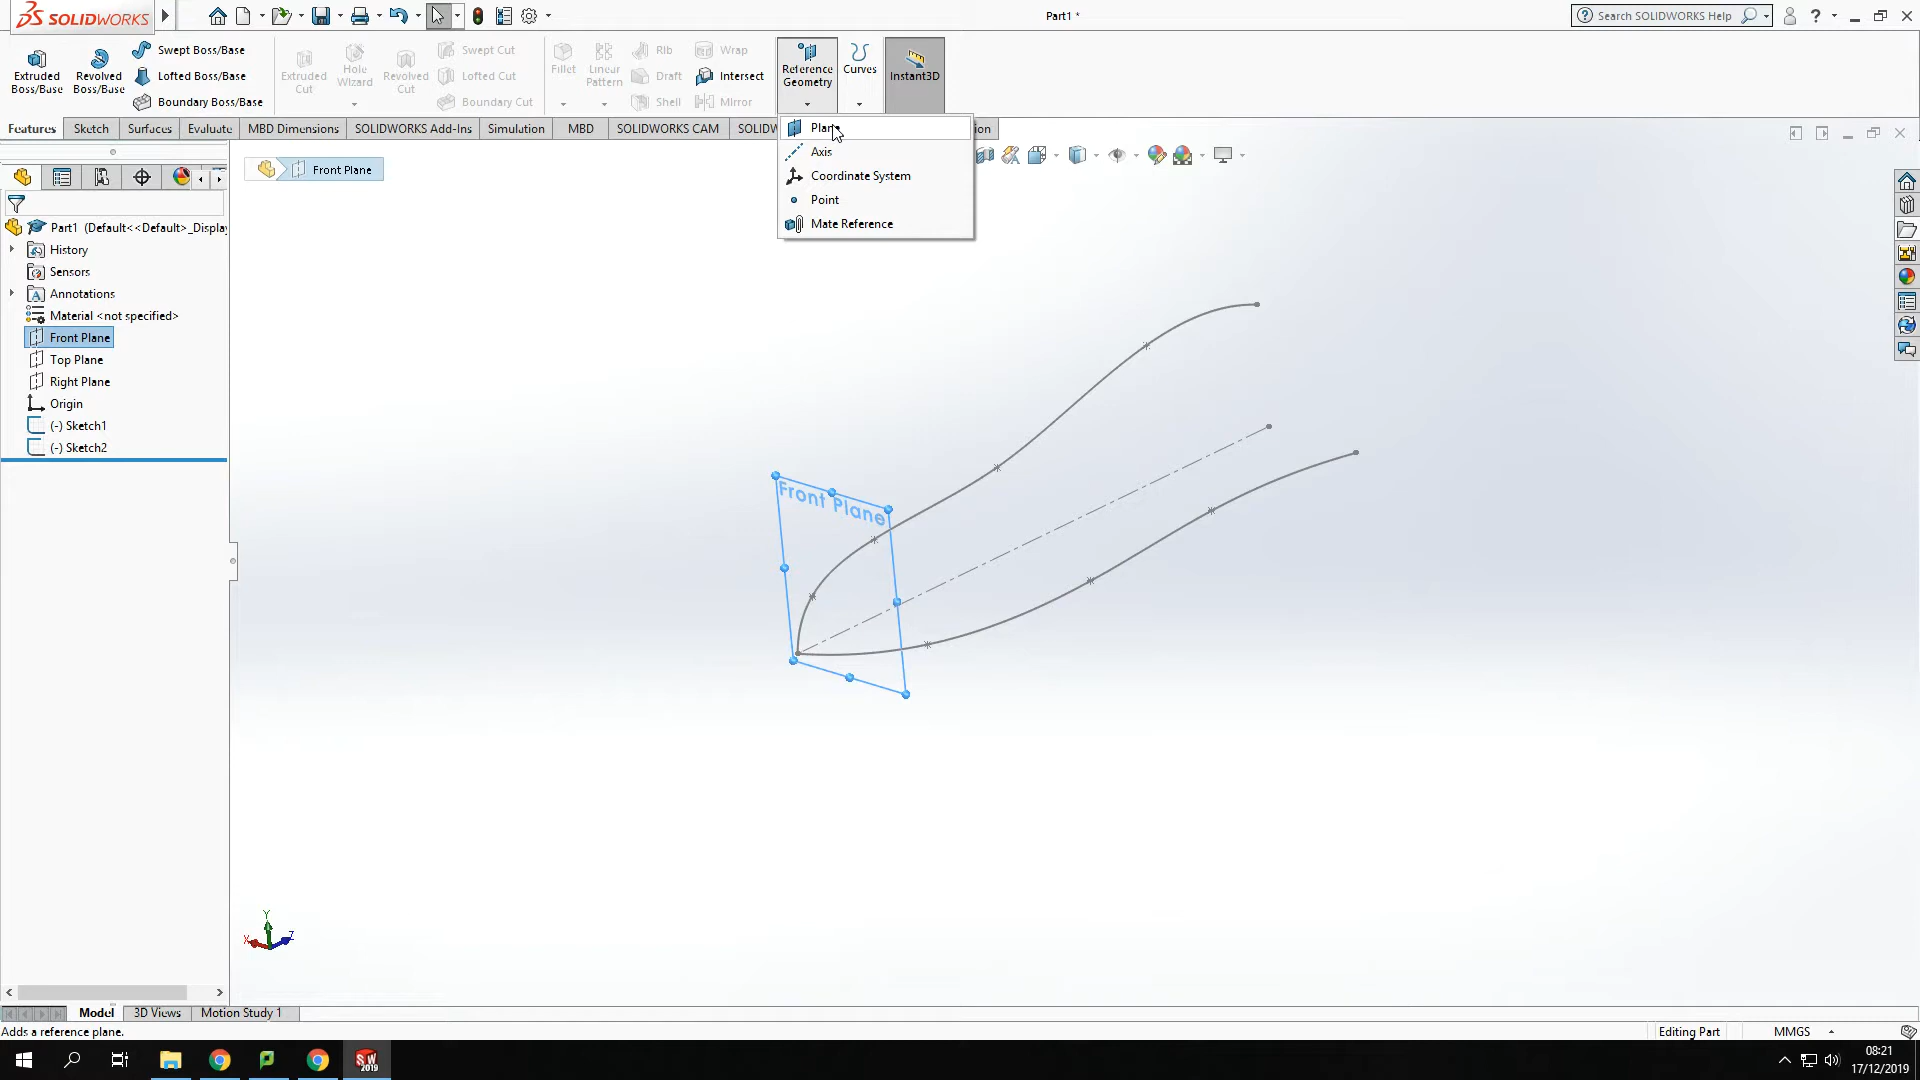 SOLIDWORKS
Part1 *
Search SOLIDWORKS Help
Extruded Boss/Base
Revolved Boss/Base
Swept Boss/Base
Lofted Boss/Base
Boundary Boss/Base
Extruded Cut
Hole Wizard
Revolved Cut
Swept Cut
Lofted Cut
Boundary Cut
Fillet
Linear Pattern
Rib
Draft
Shell
Wrap
Intersect
Mirror
Reference Geometry
Curves
Instant3D
Features
Sketch
Surfaces
Evaluate
MBD Dimensions
SOLIDWORKS Add-Ins
Simulation
MBD
SOLIDWORKS CAM
SOLIDW
on
Plane
Axis
Coordinate System
Point
Mate Reference
Front Plane
Part1 (Default<<Default>_Display
History
Sensors
Annotations
Material <not specified>
Front Plane
Top Plane
Right Plane
Origin
(-) Sketch1
(-) Sketch2
Front Plane
Y
X
Z
Model
3D Views
Motion Study 1
Adds a reference plane.
Editing Part
MMGS
SW
2019
08:21
17/12/2019